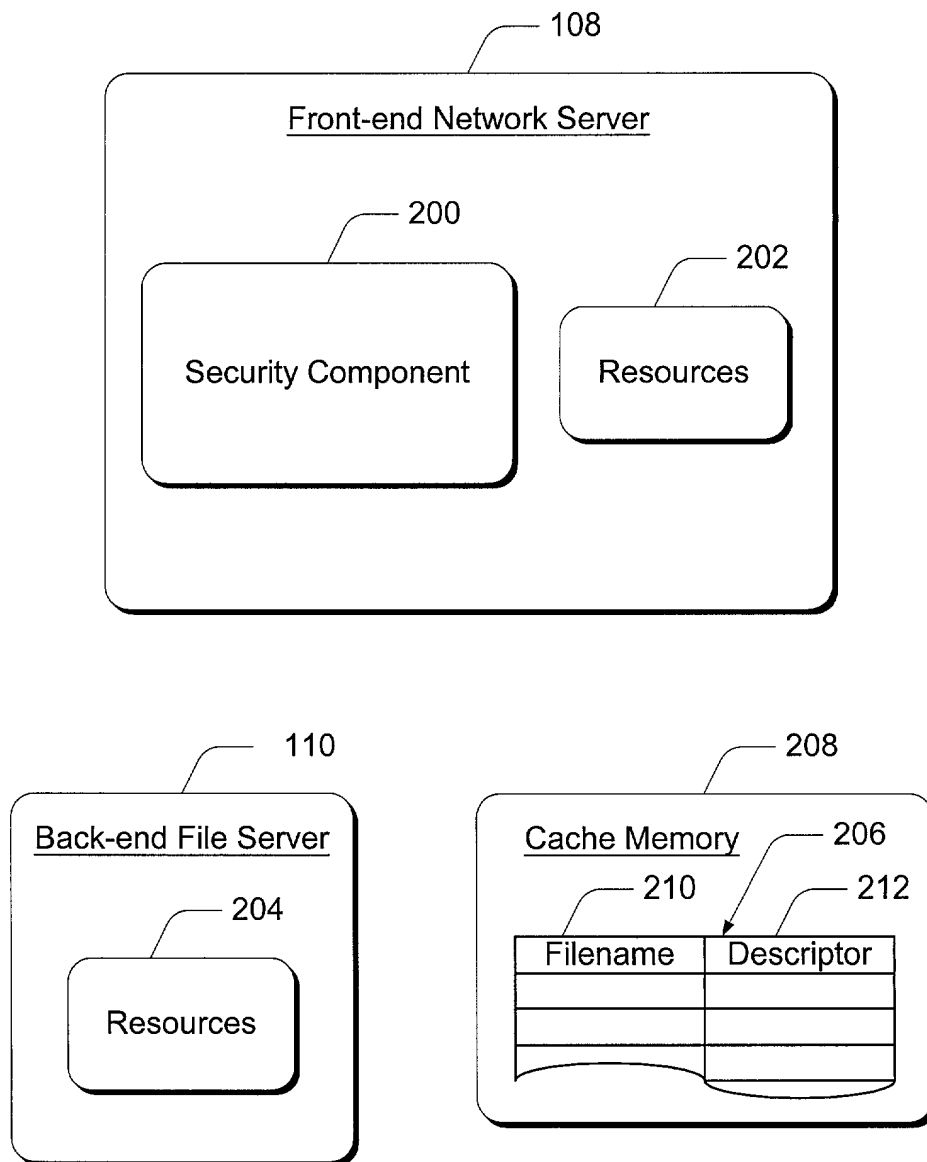 108
Front-end Network Server
200
202
Security Component
Resources
110
208
Back-end File Server
Cache Memory
206
204
210
212
Filename
Descriptor
Resources